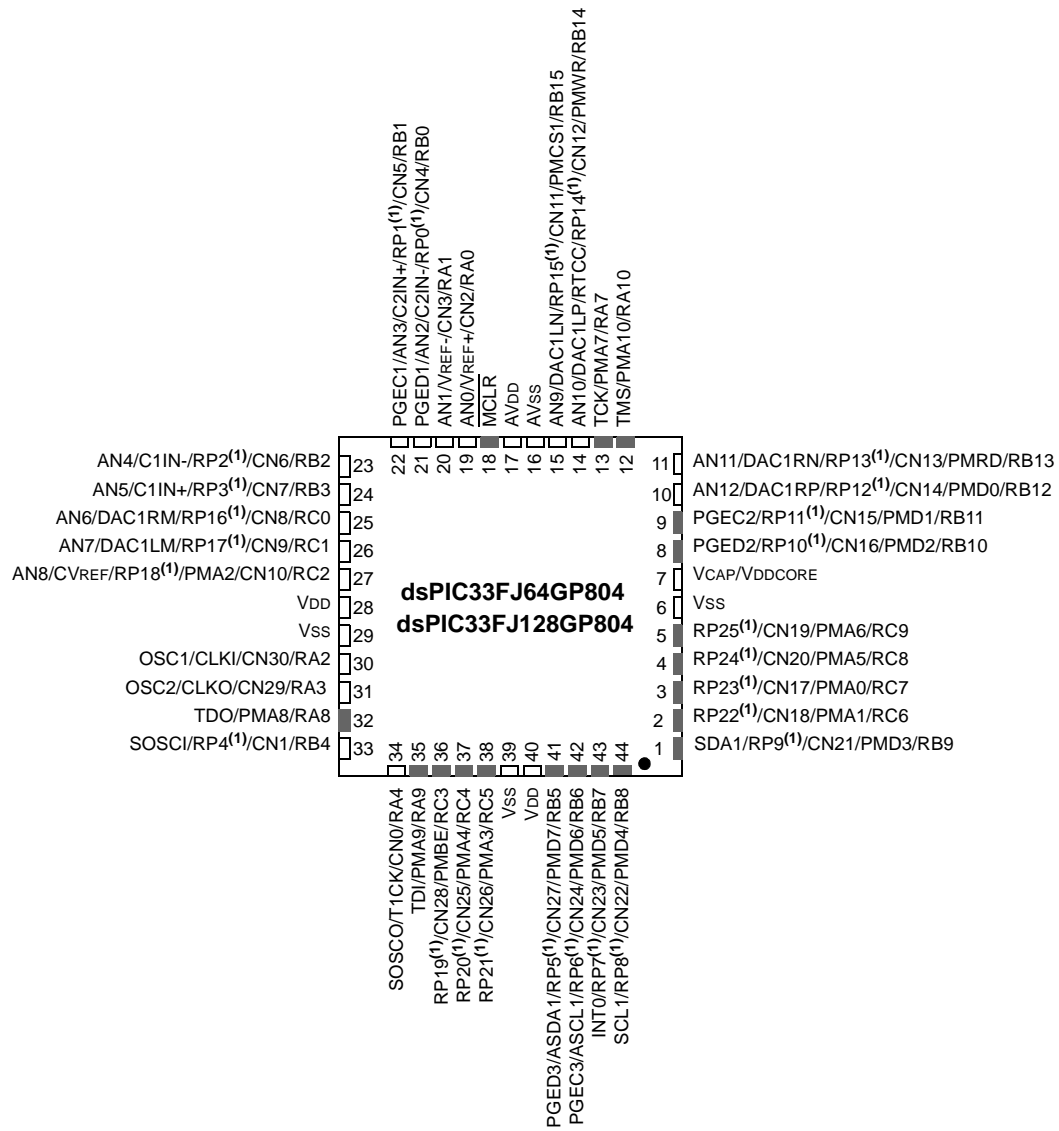 PGEC1/AN3/C2IN+/RP1(1)/CN5/RB1
PGED1/AN2/C2IN-/RP0(1)/CN4/RB0
AN1/VREF-/CN3/RA1
AN0/VREF+/CN2/RA0
MCLR
AVDD
AVSS
AN9/DAC1LN/RP15(1)/CN11/PMCS1/RB15
AN10/DAC1LP/RTCC/RP14(1)/CN12/PMWR/RB14
TCK/PMA7/RA7
TMS/PMA10/RA10
22 21 20 19 18 17 16 15 14 13 12
AN4/C1IN-/RP2(1)/CN6/RB2 23
AN5/C1IN+/RP3(1)/CN7/RB3 24
AN6/DAC1RM/RP16(1)/CN8/RC0 25
AN7/DAC1LM/RP17(1)/CN9/RC1 26
AN8/CVREF/RP18(1)/PMA2/CN10/RC2 27
VDD 28
VSS 29
OSC1/CLKI/CN30/RA2 30
OSC2/CLKO/CN29/RA3 31
TDO/PMA8/RA8 32
SOSCI/RP4(1)/CN1/RB4 33
dsPIC33FJ64GP804
dsPIC33FJ128GP804
11 AN11/DAC1RN/RP13(1)/CN13/PMRD/RB13
10 AN12/DAC1RP/RP12(1)/CN14/PMD0/RB12
9 PGEC2/RP11(1)/CN15/PMD1/RB11
8 PGED2/RP10(1)/CN16/PMD2/RB10
7 VCAP/VDDCORE
6 VSS
5 RP25(1)/CN19/PMA6/RC9
4 RP24(1)/CN20/PMA5/RC8
3 RP23(1)/CN17/PMA0/RC7
2 RP22(1)/CN18/PMA1/RC6
1 SDA1/RP9(1)/CN21/PMD3/RB9
34 35 36 37 38 39 40 41 42 43 44
SOSCO/T1CK/CN0/RA4
TDI/PMA9/RA9
RP19(1)/CN28/PMBE/RC3
RP20(1)/CN25/PMA4/RC4
RP21(1)/CN26/PMA3/RC5
VSS
VDD
PGED3/ASDA1/RP5(1)/CN27/PMD7/RB5
PGEC3/ASCL1/RP6(1)/CN24/PMD6/RB6
INT0/RP7(1)/CN23/PMD5/RB7
SCL1/RP8(1)/CN22/PMD4/RB8